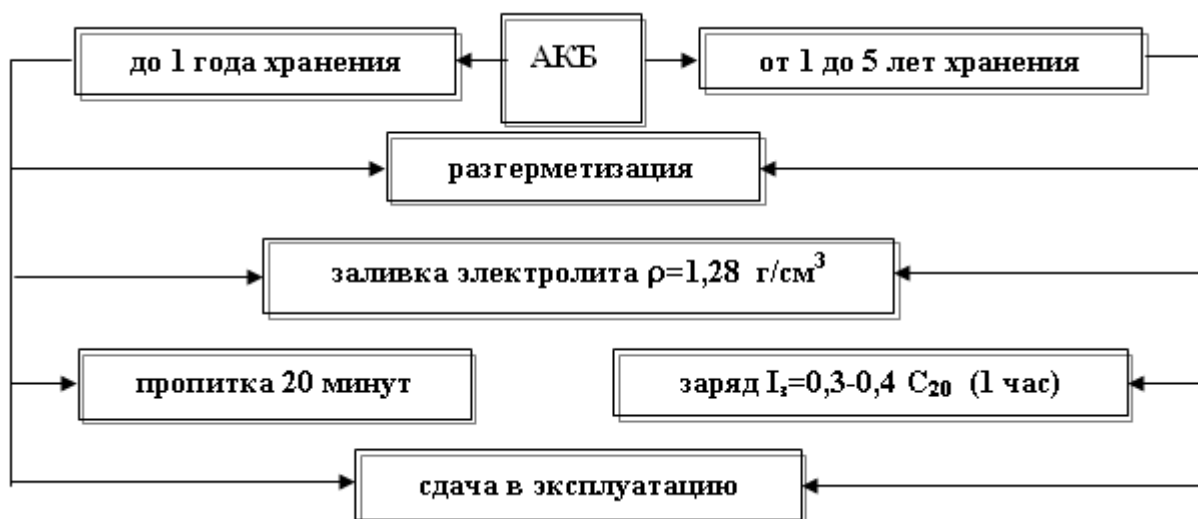 до 1 года хранения
АКБ
от 1 до 5 лет хранения
разгерметизация
заливка электролита ρ=1,28 г/см³
пропитка 20 минут
заряд Iз=0,3-0,4 C₂₀ (1 час)
сдача в эксплуатацию